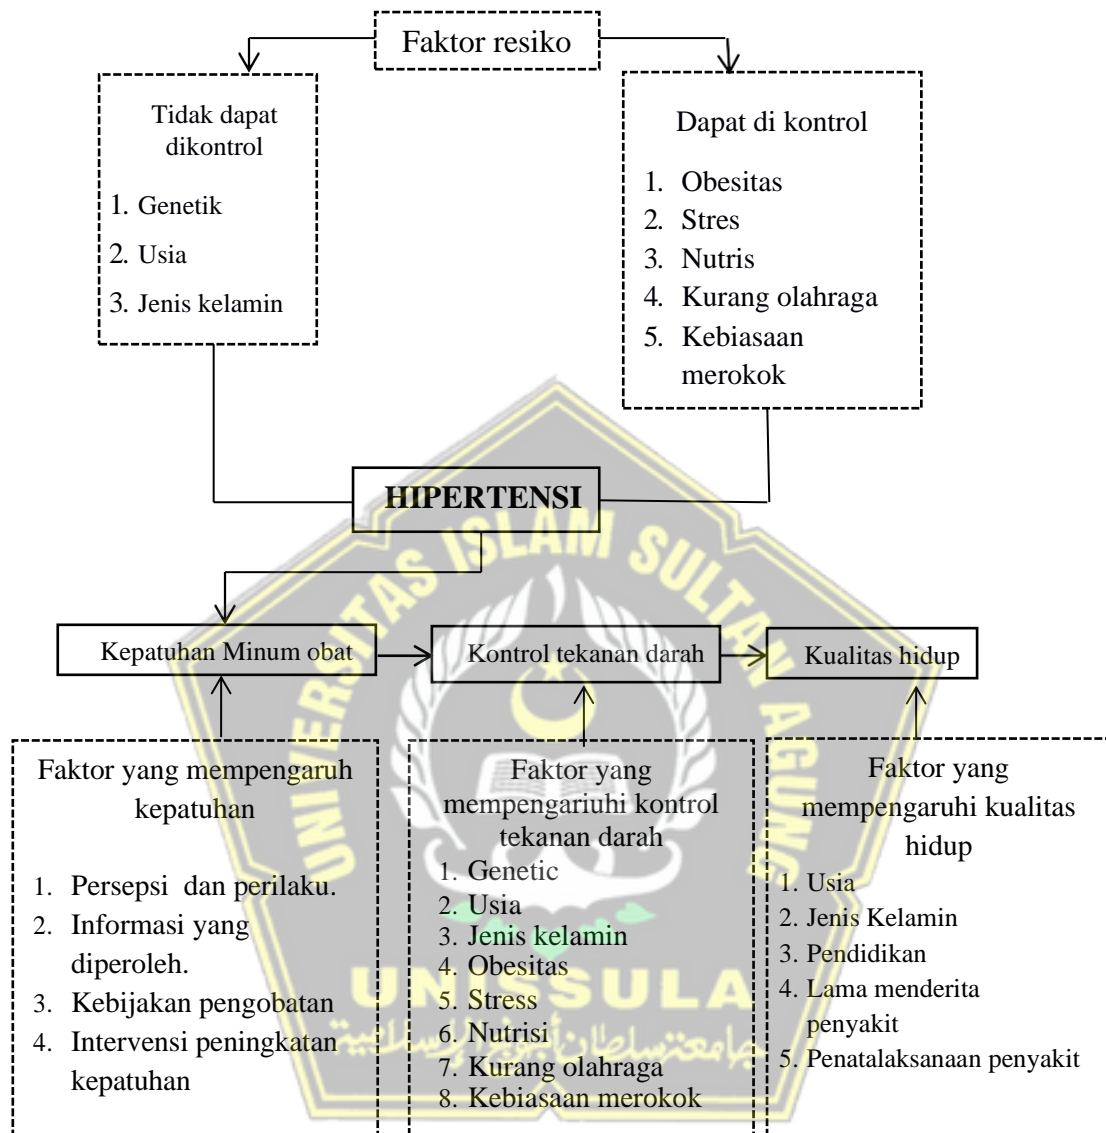 Faktor resiko
Tidak dapat
dikontrol
1. Genetik
2. Usia
3. Jenis kelamin
Dapat di kontrol
1. Obesitas
2. Stres
3. Nutris
4. Kurang olahraga
5. Kebiasaan
merokok
HIPERTENSI
UNIVERSITAS ISLAM SULTAN AGUNG
Kepatuhan Minum obat
Kontrol tekanan darah
Kualitas hidup
Faktor yang mempengaruh
kepatuhan
1. Persepsi dan perilaku.
2. Informasi yang
diperoleh.
3. Kebijakan pengobatan
4. Intervensi peningkatan
kepatuhan
Faktor yang
mempengariuhi kontrol
tekanan darah
1. Genetic
2. Usia
3. Jenis kelamin
4. Obesitas
5. Stress
6. Nutrisi
7. Kurang olahraga
8. Kebiasaan merokok
Faktor yang
mempengaruhi kualitas
hidup
1. Usia
2. Jenis Kelamin
3. Pendidikan
4. Lama menderita
penyakit
5. Penatalaksanaan penyakit
UNISSULA
جامعنسلطان أجونج الإسلامية